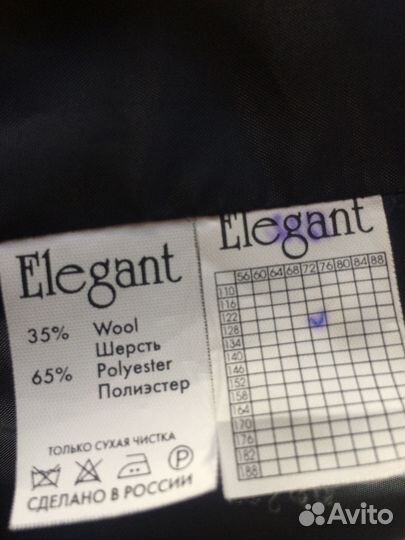 Elegant
35% Wool
Шерсть
65% Polyester
Полиэстер
ТОЛЬКО СУХАЯ ЧИСТКА
P
СДЕЛАНО В РОССИИ
Elegant
56 60 64 68 72 76 80 84 88
110
116
122
128
134
140
146
152
158
164
170
176
182
188
Avito